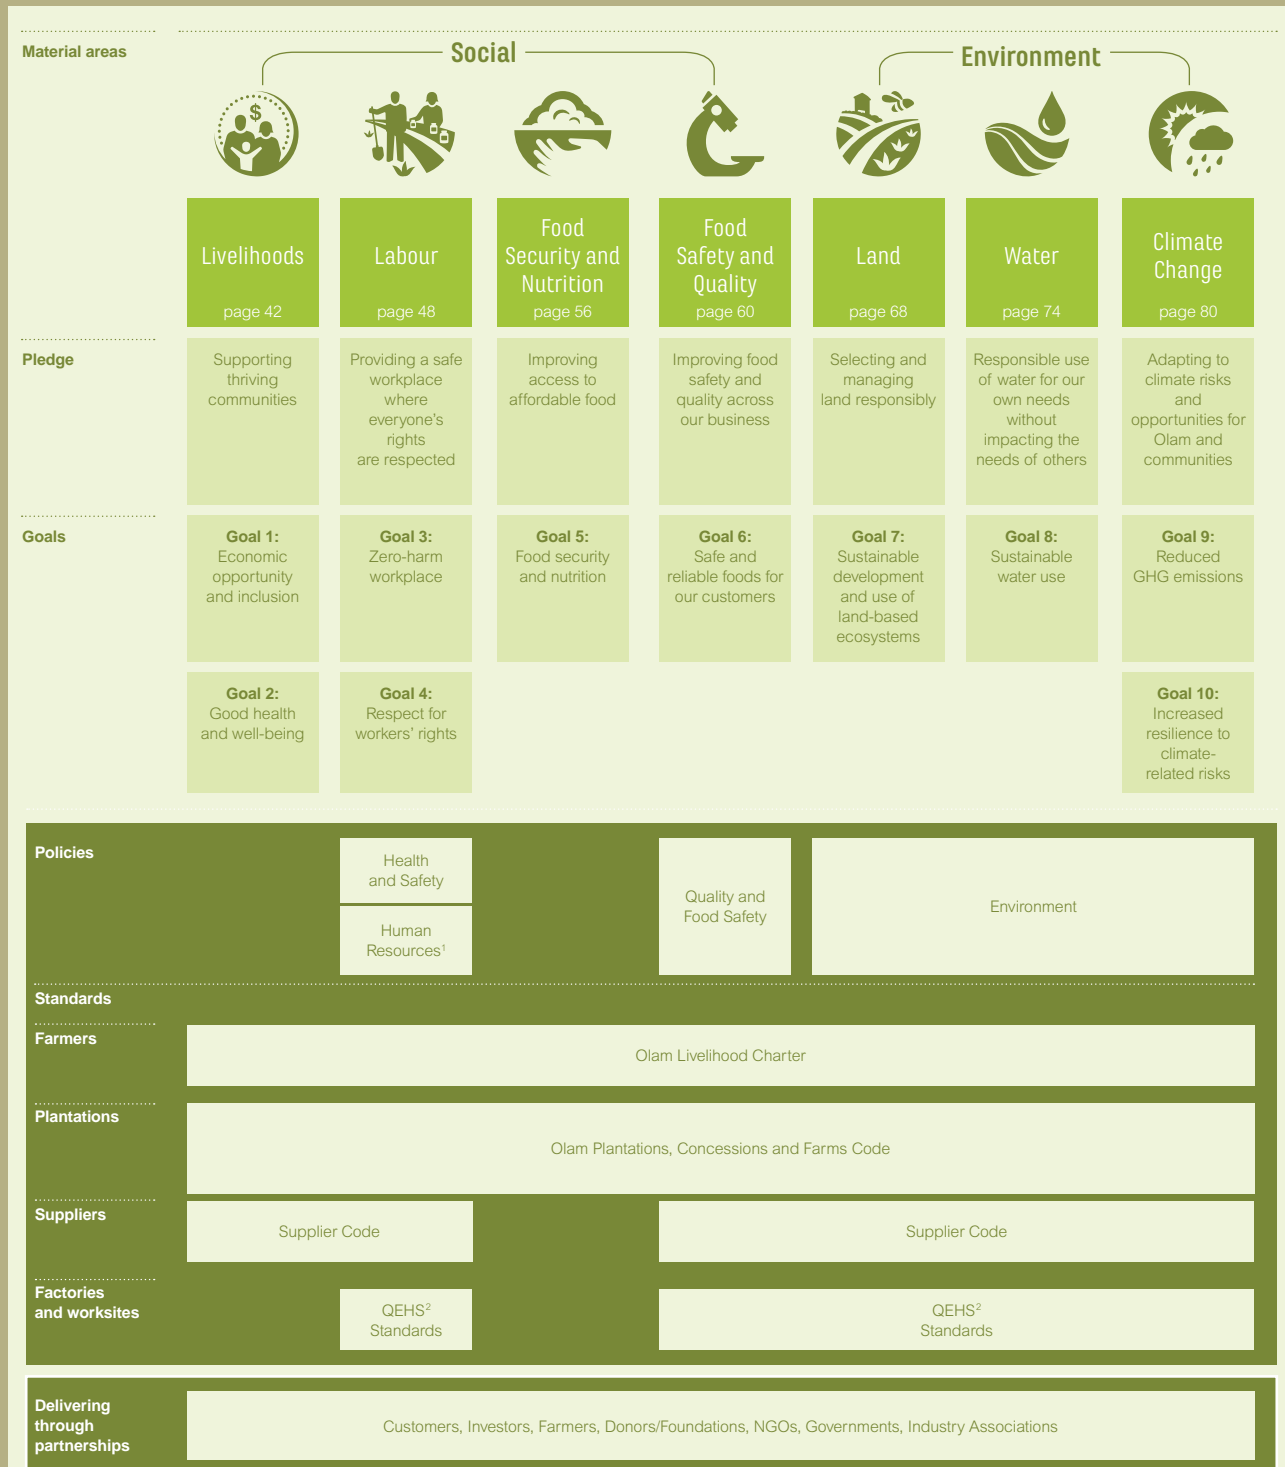 Material areas
Social
Environment
$
Livelihoods
page 42
Labour
page 48
Food
Security and
Nutrition
page 56
Food
Safety and
Quality
page 60
Land
page 68
Water
page 74
Climate
Change
page 80
Pledge
Supporting
thriving
communities
Providing a safe
workplace
where
everyone's
rights
are respected
Improving
access to
affordable food
Improving food
safety and
quality across
our business
Selecting and
managing
land responsibly
Responsible use
of water for our
own needs
without
impacting the
needs of others
Adapting to
climate risks
and
opportunities for
Olam and
communities
Goals
Goal 1:
Economic
opportunity
and inclusion
Goal 3:
Zero-harm
workplace
Goal 5:
Food security
and nutrition
Goal 6:
Safe and
reliable foods for
our customers
Goal 7:
Sustainable
development
and use of
land-based
ecosystems
Goal 8:
Sustainable
water use
Goal 9:
Reduced
GHG emissions
Goal 2:
Good health
and well-being
Goal 4:
Respect for
workers' rights
Goal 10:
Increased
resilience to
climate-
related risks
Policies
Health
and Safety
Human
Resources¹
Quality and
Food Safety
Environment
Standards
Farmers
Olam Livelihood Charter
Plantations
Olam Plantations, Concessions and Farms Code
Suppliers
Supplier Code
Supplier Code
Factories
and worksites
QEHS²
Standards
QEHS²
Standards
Delivering
through
partnerships
Customers, Investors, Farmers, Donors/Foundations, NGOs, Governments, Industry Associations